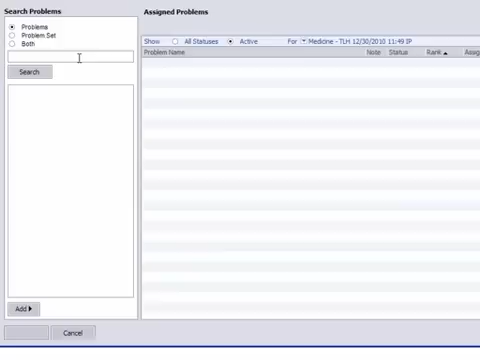 Search Problems
Assigned Problems
Problems
Problem Set
Both
Show All Statuses Active For Medicine - TLH 12/30/2010 11:49 IP
Problem Name Note Status Rank Assig
Search
Add
Cancel